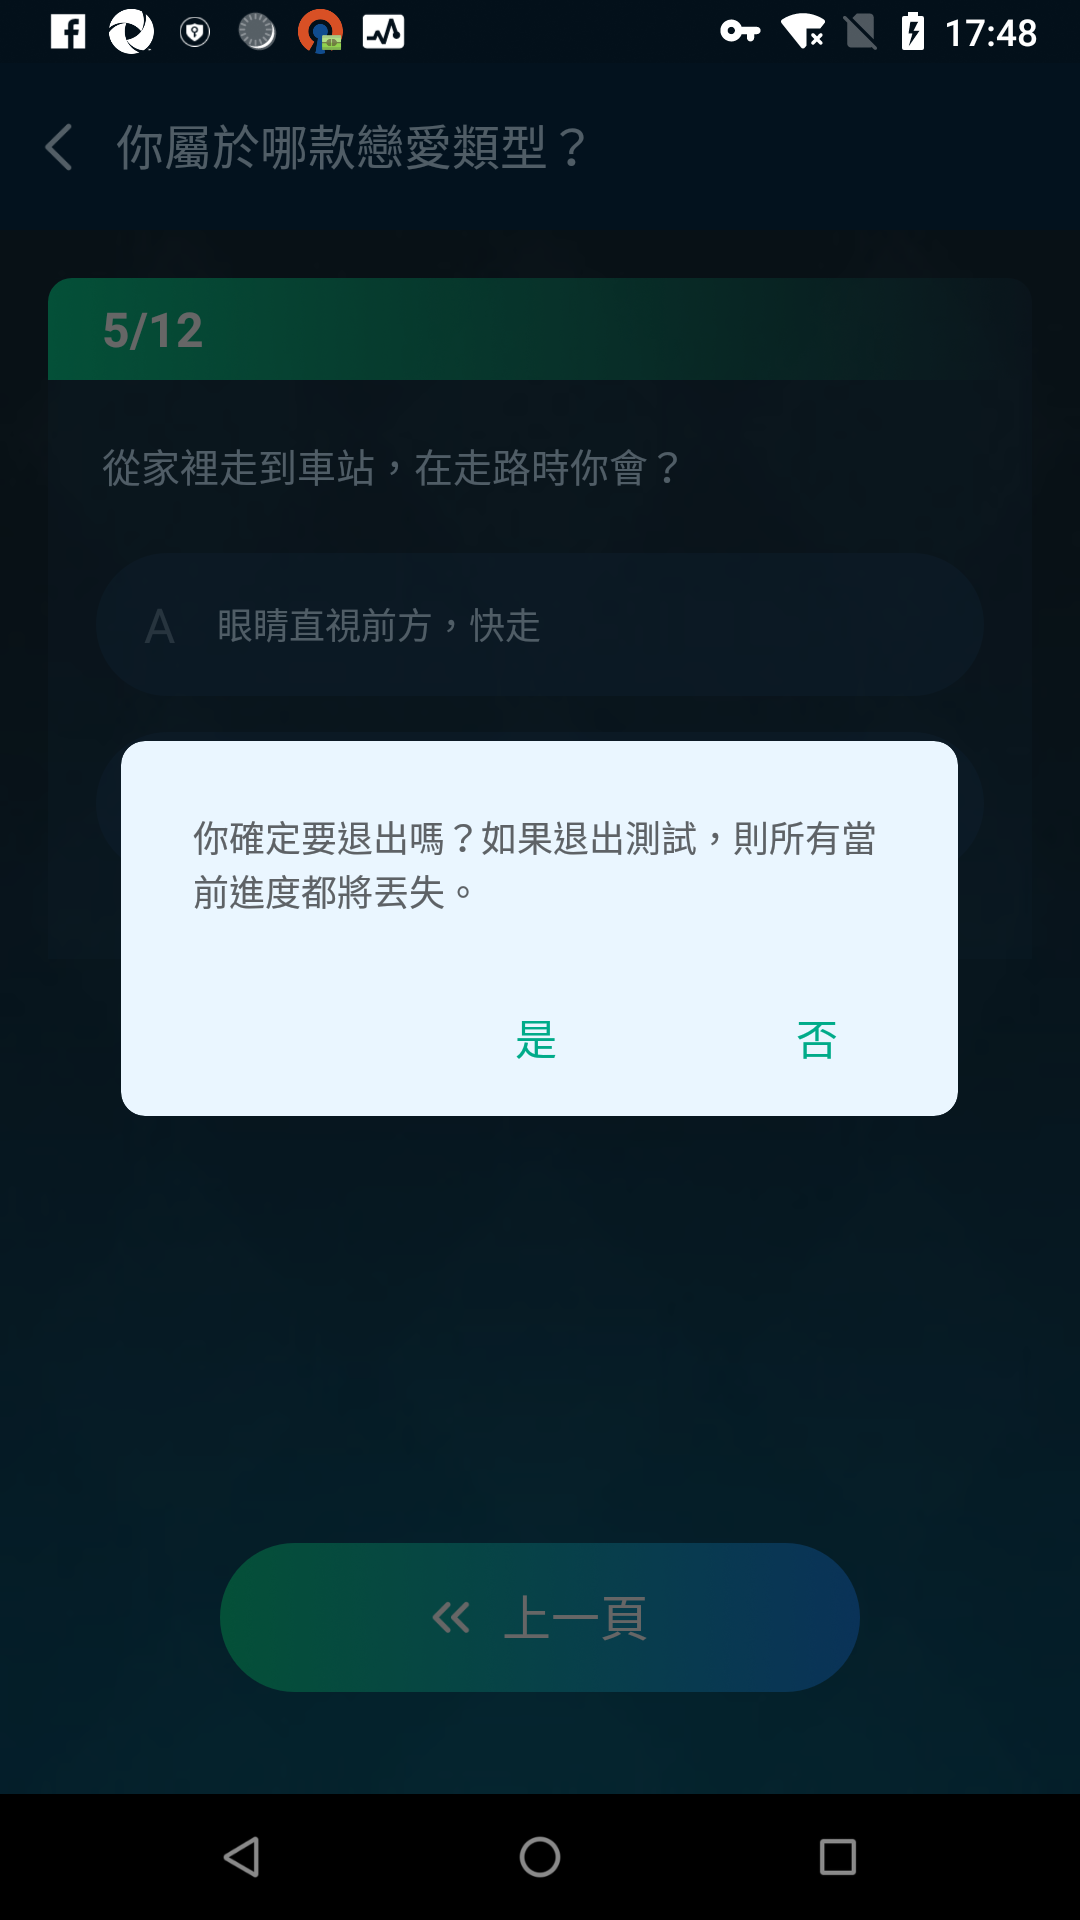 17:48
你屬於哪款戀愛類型？
5/12
從家裡走到車站，在走路時你會？
A 眼睛直視前方，快走
你確定要退出嗎？如果退出測試，則所有當
前進度都將丟失。
是 否
上一頁